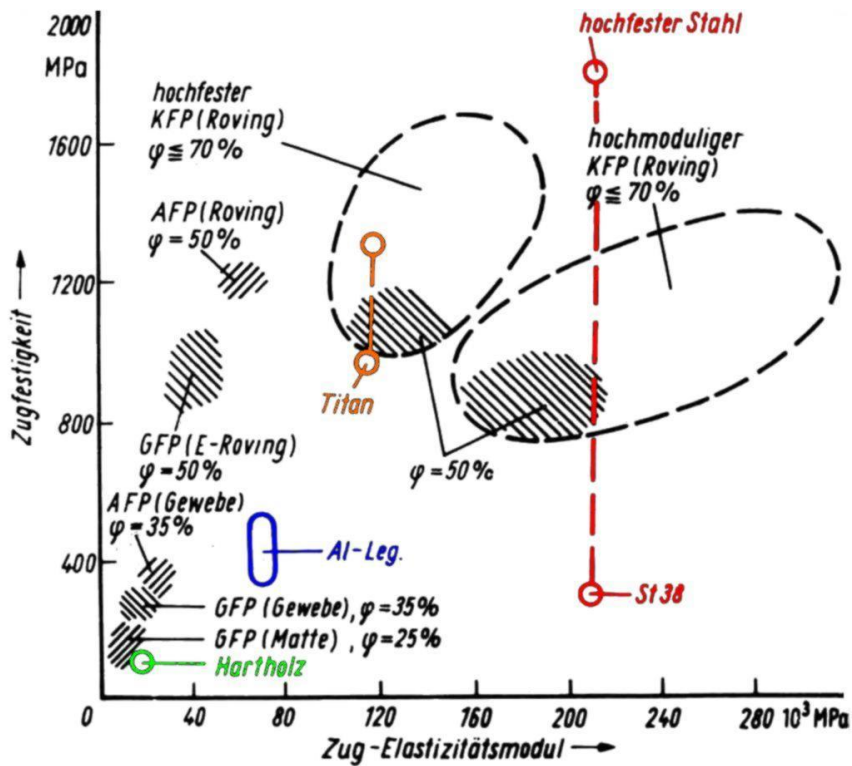 2000
MPa
hochfester Stahl
hochfester
KFP (Roving)
φ ≦ 70 %
1600
hochmoduliger
KFP (Roving)
φ ≦ 70 %
AFP (Roving)
φ = 50%
1200
Zugfestigkeit
Titan
800
GFP (E-Roving)
φ = 50%
φ = 50%
AFP (Gewebe)
φ = 35%
Al-Leg.
400
St 38
GFP (Gewebe), φ = 35%
GFP (Matte) , φ = 25%
Hartholz
0 40 80 120 160 200 240 280 10³ MPa
Zug-Elastizitätsmodul